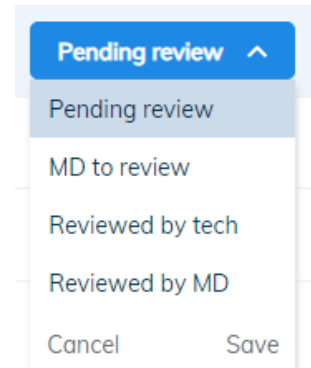 Pending review
Pending review
MD to review
Reviewed by tech
Reviewed by MD
Cancel Save